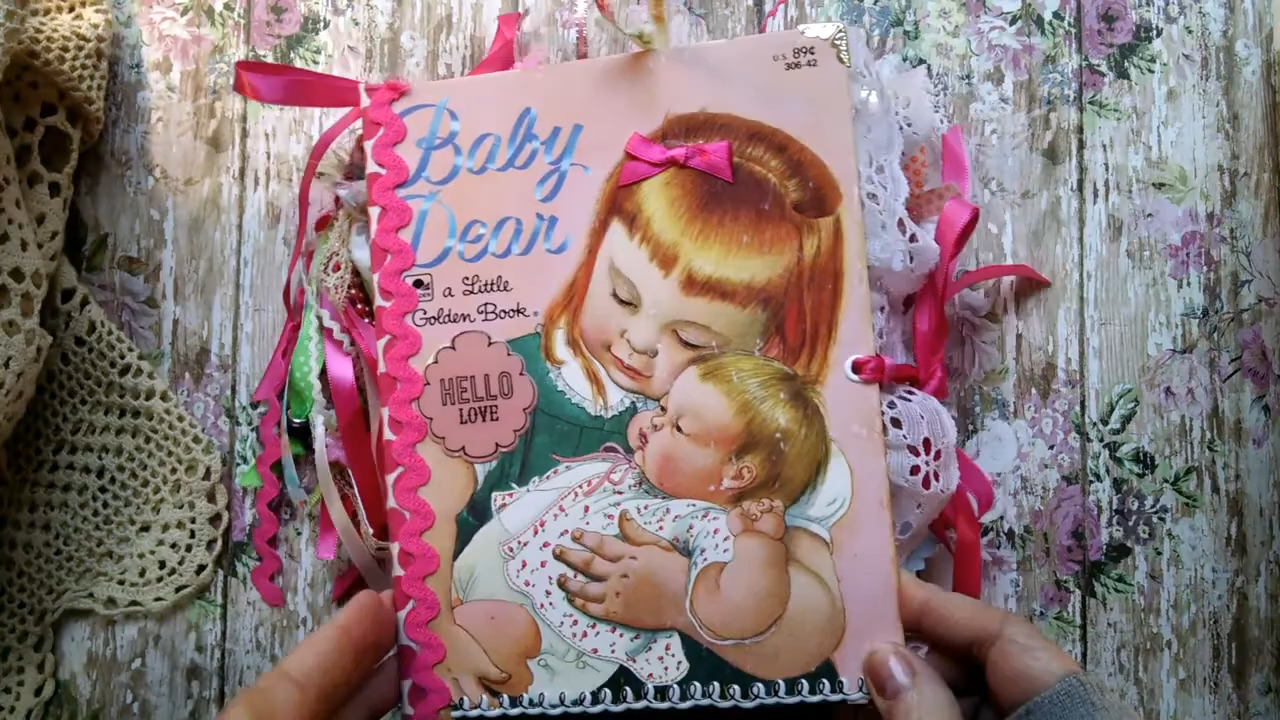 U.S. 89¢
306-42
Baby
Dear
a Little
Golden Book®
HELLO
LOVE